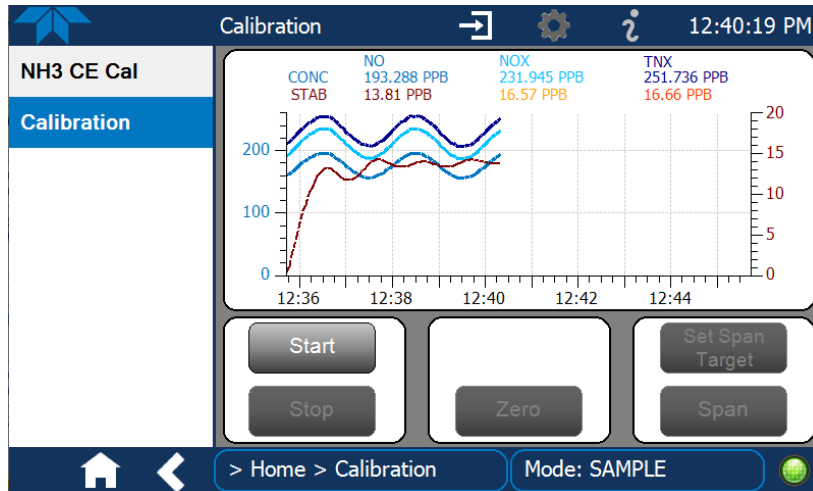 Calibration
12:40:19 PM
NH3 CE Cal
Calibration
NO NOX TNX
CONC 193.288 PPB 231.945 PPB 251.736 PPB
STAB 13.81 PPB 16.57 PPB 16.66 PPB
200
100
0
20
15
10
5
0
12:36 12:38 12:40 12:42 12:44
Start
Stop
Zero
Set Span
Target
Span
> Home > Calibration
Mode: SAMPLE